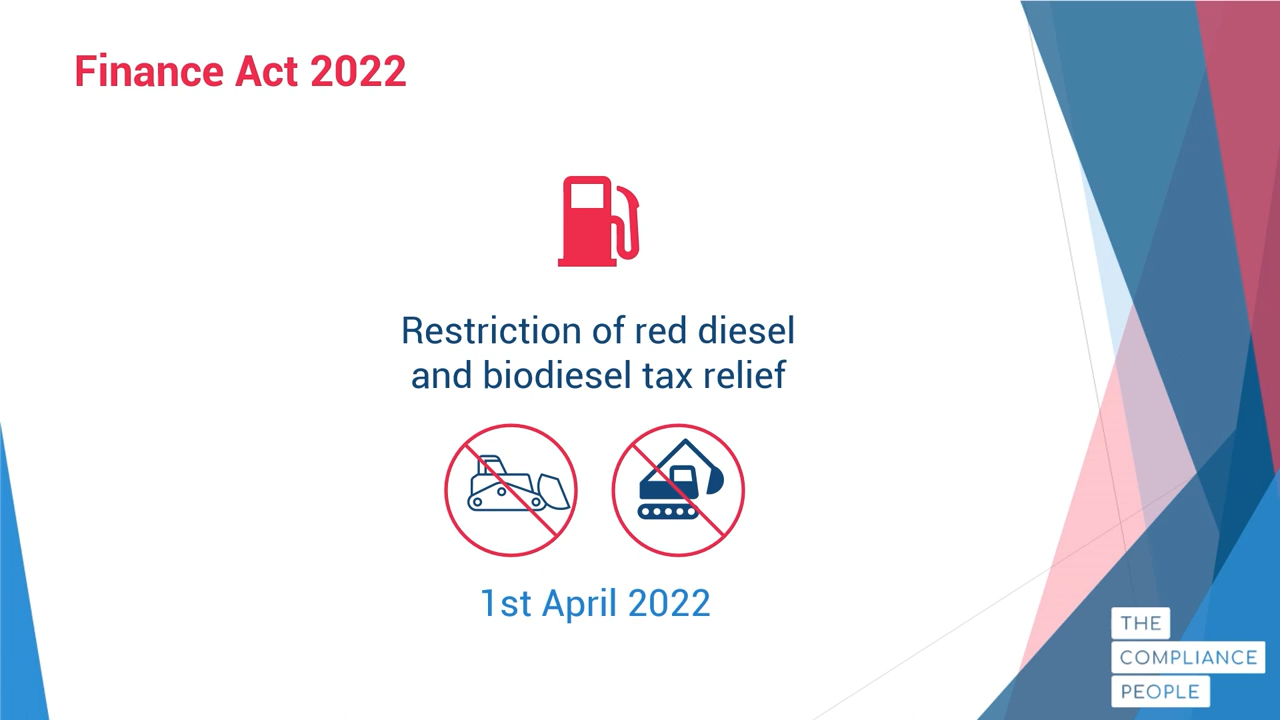 Finance Act 2022
Restriction of red diesel
and biodiesel tax relief
1st April 2022
THE
COMPLIANCE
PEOPLE